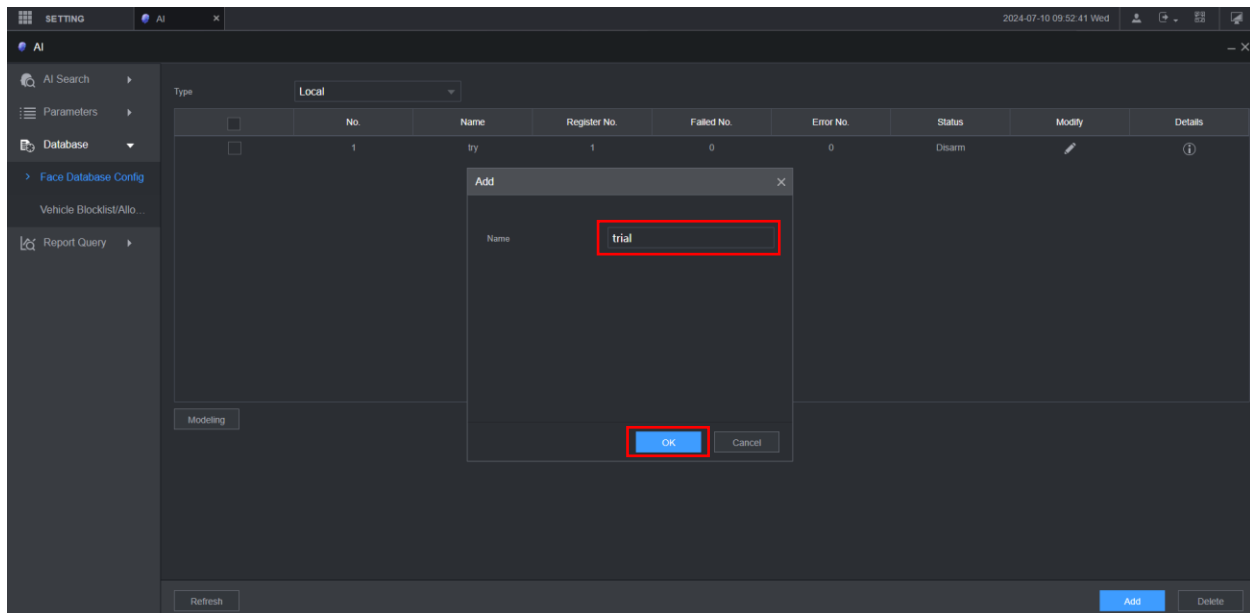 SETTING AI × 2024-07-10 09:52:41 Wed
AI
AI Search
Parameters
Database
Face Database Config
Vehicle Blocklist/Allo...
Report Query
Type Local
No. Name Register No. Failed No. Error No. Status Modify Details
1 try 1 0 0 Disarm
Add
Name trial
OK Cancel
Modeling
Refresh Add Delete